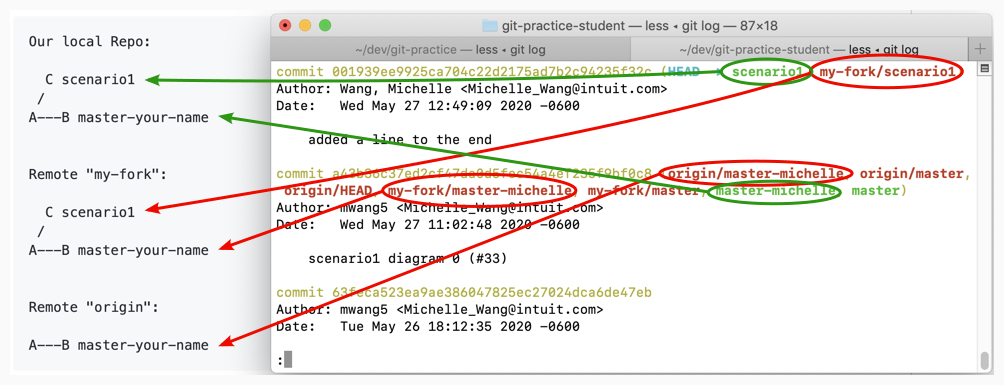 Our local Repo:
C scenario1
/
A---B master-your-name
Remote "my-fork":
C scenario1
/
A---B master-your-name
Remote "origin":
A---B master-your-name
git-practice-student — less ◂ git log — 87×18
~/dev/git-practice — less ◂ git log
~/dev/git-practice-student — less ◂ git log
+
commit 001939ee9925ca704c22d2175ad7b2c94235f32c (HEAD -> scenario1, my-fork/scenario1)
Author: Wang, Michelle <Michelle_Wang@intuit.com>
Date:   Wed May 27 12:49:09 2020 -0600
added a line to the end
commit (origin/master-michelle, origin/master,
origin/HEAD, my-fork/master-michelle, my-fork/master, master-michelle, master)
Author: mwang5 <Michelle_Wang@intuit.com>
Date:   Wed May 27 11:02:48 2020 -0600
scenario1 diagram 0 (#33)
commit 63feca523ea9ae386047825ec27024dca6de47eb
Author: mwang5 <Michelle_Wang@intuit.com>
Date:   Tue May 26 18:12:35 2020 -0600
: